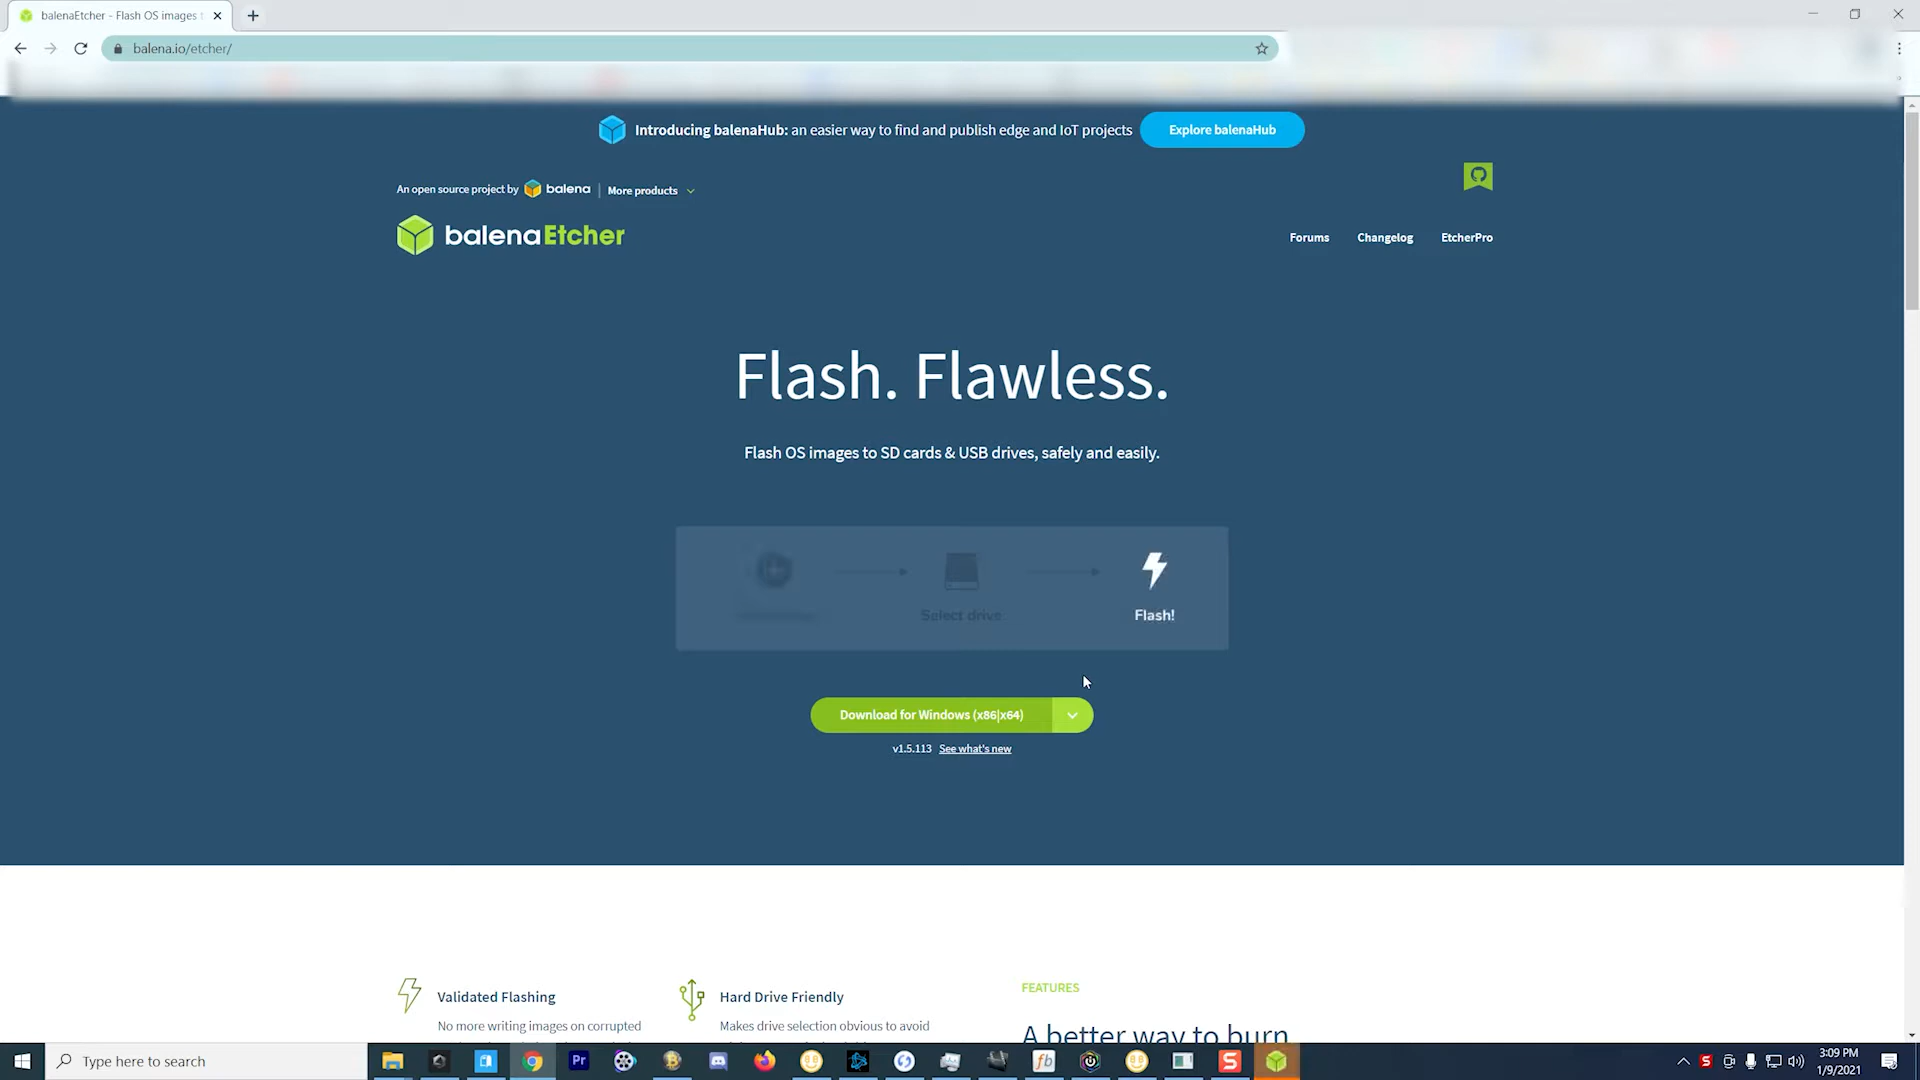 balenaEtcher - Flash OS images t
balena.io/etcher/
Introducing balenaHub: an easier way to find and publish edge and IoT projects
Explore balenaHub
An open source project by balena
More products
balenaEtcher
Forums
Changelog
EtcherPro
Flash. Flawless.
Flash OS images to SD cards & USB drives, safely and easily.
Select drive
Flash!
Download for Windows (x86|x64)
v1.5.113 See what's new
Validated Flashing
No more writing images on corrupted
Hard Drive Friendly
Makes drive selection obvious to avoid
FEATURES
A better way to burn
Type here to search
Pr
fb
S
S
3:09 PM
1/9/2021